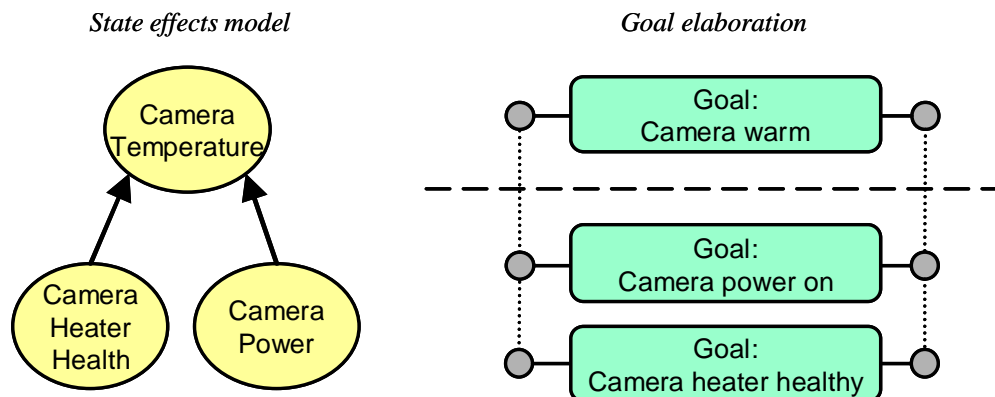 State effects model
Goal elaboration
Camera
Temperature
Camera
Heater
Health
Camera
Power
Goal:
Camera warm
Goal:
Camera power on
Goal:
Camera heater healthy